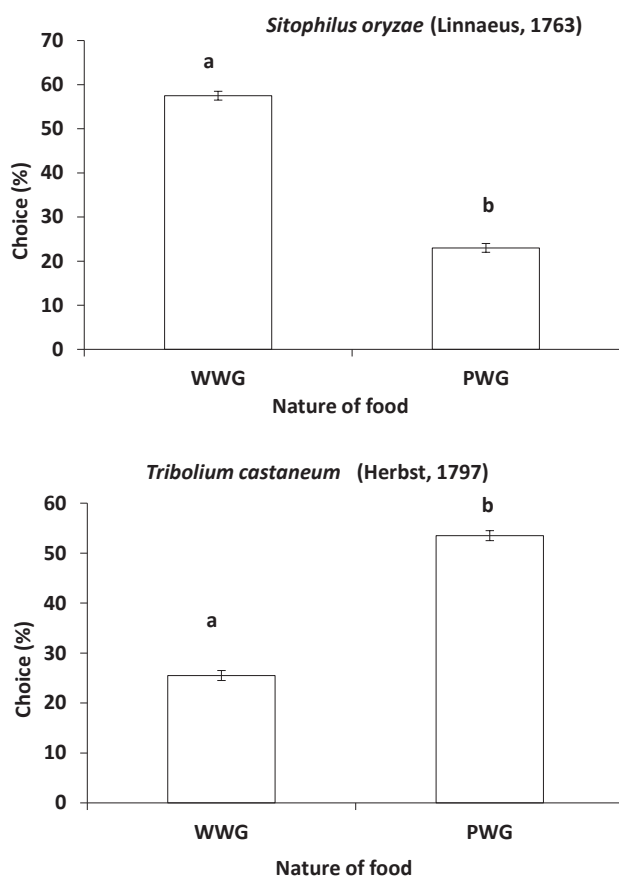 Sitophilus oryzae (Linnaeus, 1763)
70
60
50
40
30
20
10
0
Choice (%)
a
b
WWG PWG
Nature of food
Tribolium castaneum (Herbst, 1797)
60
50
40
30
20
10
0
Choice (%)
a
b
WWG PWG
Nature of food